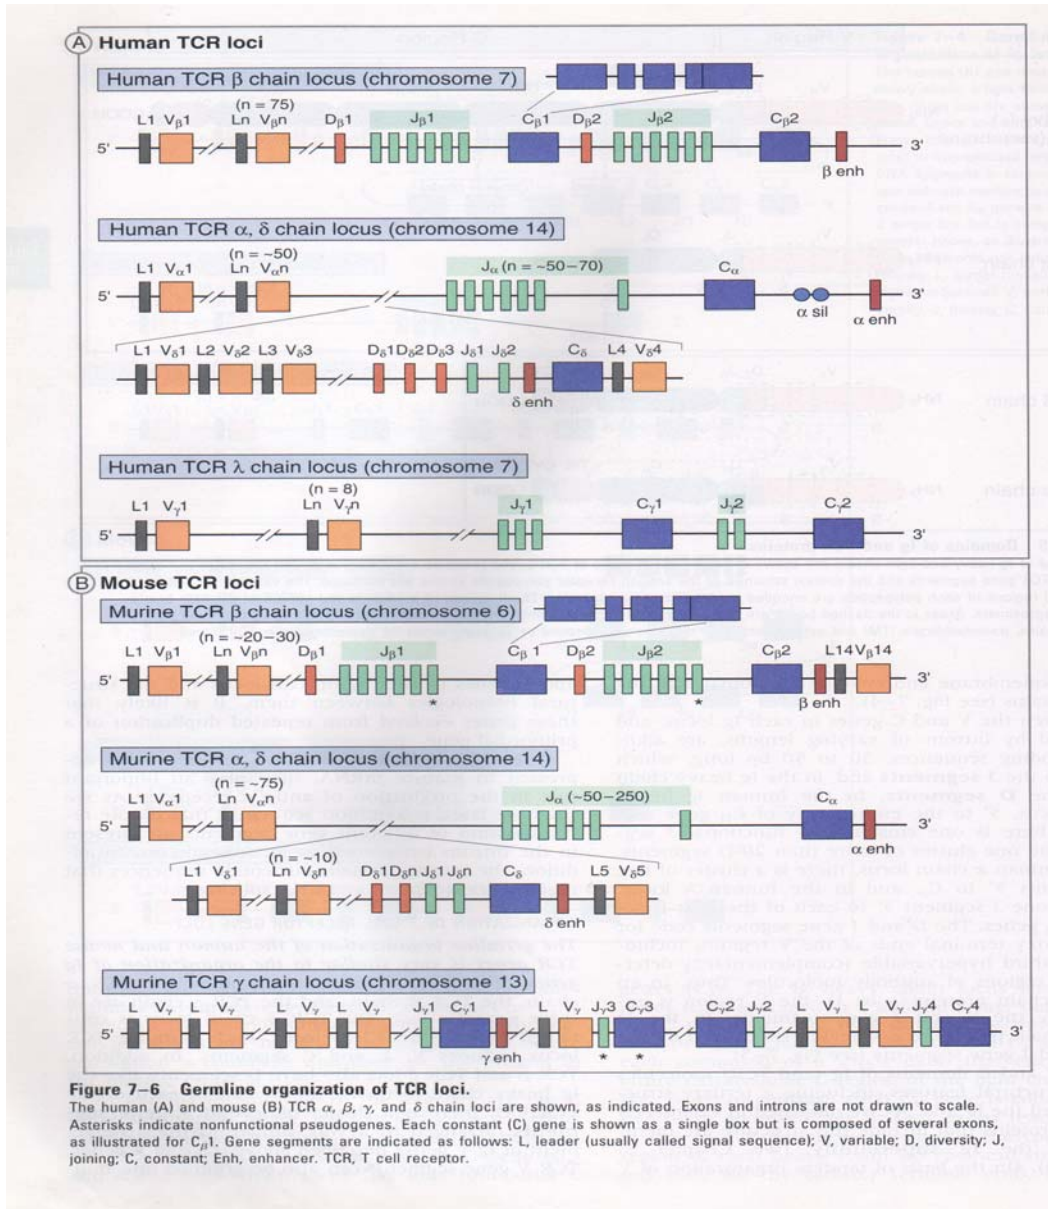 A Human TCR loci
Human TCR β chain locus (chromosome 7)
(n = 75)
L1 Vβ1 Ln Vβn Dβ1 Jβ1 Cβ1 Dβ2 Jβ2 Cβ2
5' 3'
β enh
Human TCR α, δ chain locus (chromosome 14)
(n = ~50)
L1 Vα1 Ln Vαn Jα (n = ~50–70) Cα
5' 3'
α sil α enh
L1 Vδ1 L2 Vδ2 L3 Vδ3 Dδ1 Dδ2 Dδ3 Jδ1 Jδ2 Cδ L4 Vδ4
δ enh
Human TCR λ chain locus (chromosome 7)
(n = 8)
L1 Vγ1 Ln Vγn Jγ1 Cγ1 Jγ2 Cγ2
5' 3'
B Mouse TCR loci
Murine TCR β chain locus (chromosome 6)
(n = ~20–30)
L1 Vβ1 Ln Vβn Dβ1 Jβ1 Cβ 1 Dβ2 Jβ2 Cβ2 L14 Vβ14
5' 3'
* * β enh
Murine TCR α, δ chain locus (chromosome 14)
(n = ~75)
L1 Vα1 Ln Vαn Jα (~50–250) Cα
5' 3'
α enh
(n = ~10)
L1 Vδ1 Ln Vδn Dδ1 Dδn Jδ1 Jδn Cδ L5 Vδ5
δ enh
Murine TCR γ chain locus (chromosome 13)
L Vγ L Vγ L Vγ Jγ1 Cγ1 L Vγ Jγ3 Cγ3 Cγ2 Jγ2 L Vγ L Vγ Jγ4 Cγ4
5' 3'
γ enh * *
Figure 7–6 Germline organization of TCR loci.
The human (A) and mouse (B) TCR α, β, γ, and δ chain loci are shown, as indicated. Exons and introns are not drawn to scale.
Asterisks indicate nonfunctional pseudogenes. Each constant (C) gene is shown as a single box but is composed of several exons,
as illustrated for Cβ1. Gene segments are indicated as follows: L, leader (usually called signal sequence); V, variable; D, diversity; J,
joining; C, constant; Enh, enhancer. TCR, T cell receptor.